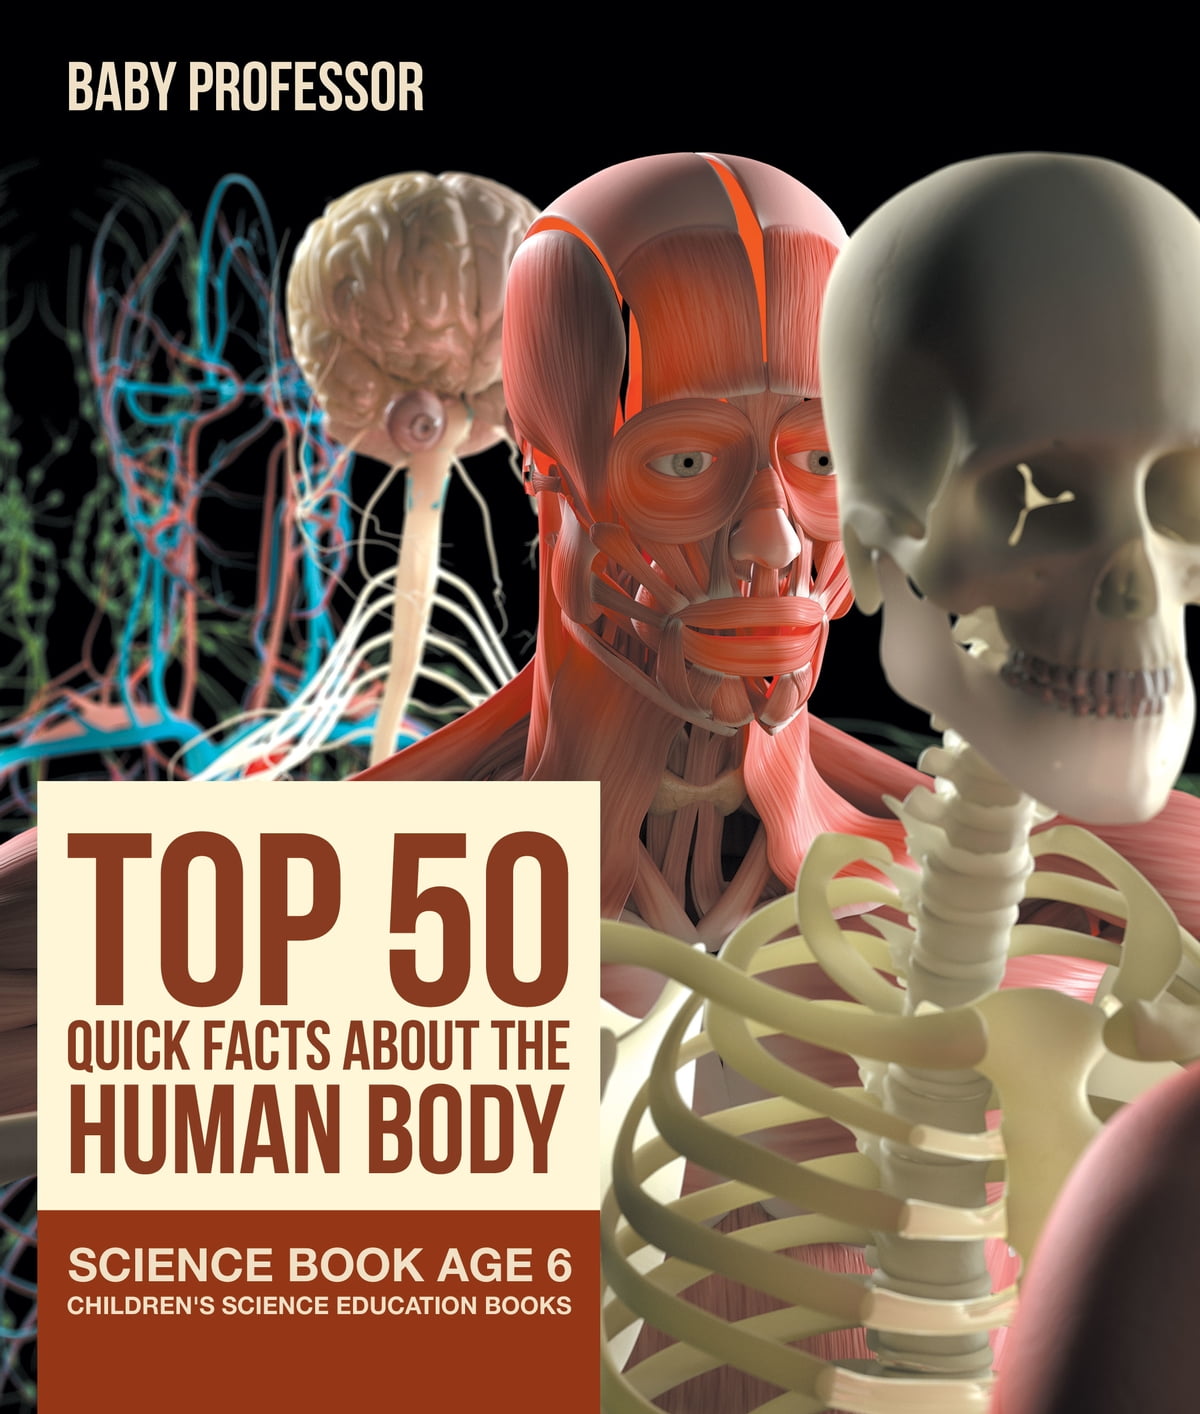 BABY PROFESSOR
TOP 50
QUICK FACTS ABOUT THE
HUMAN BODY
SCIENCE BOOK AGE 6
CHILDREN'S SCIENCE EDUCATION BOOKS